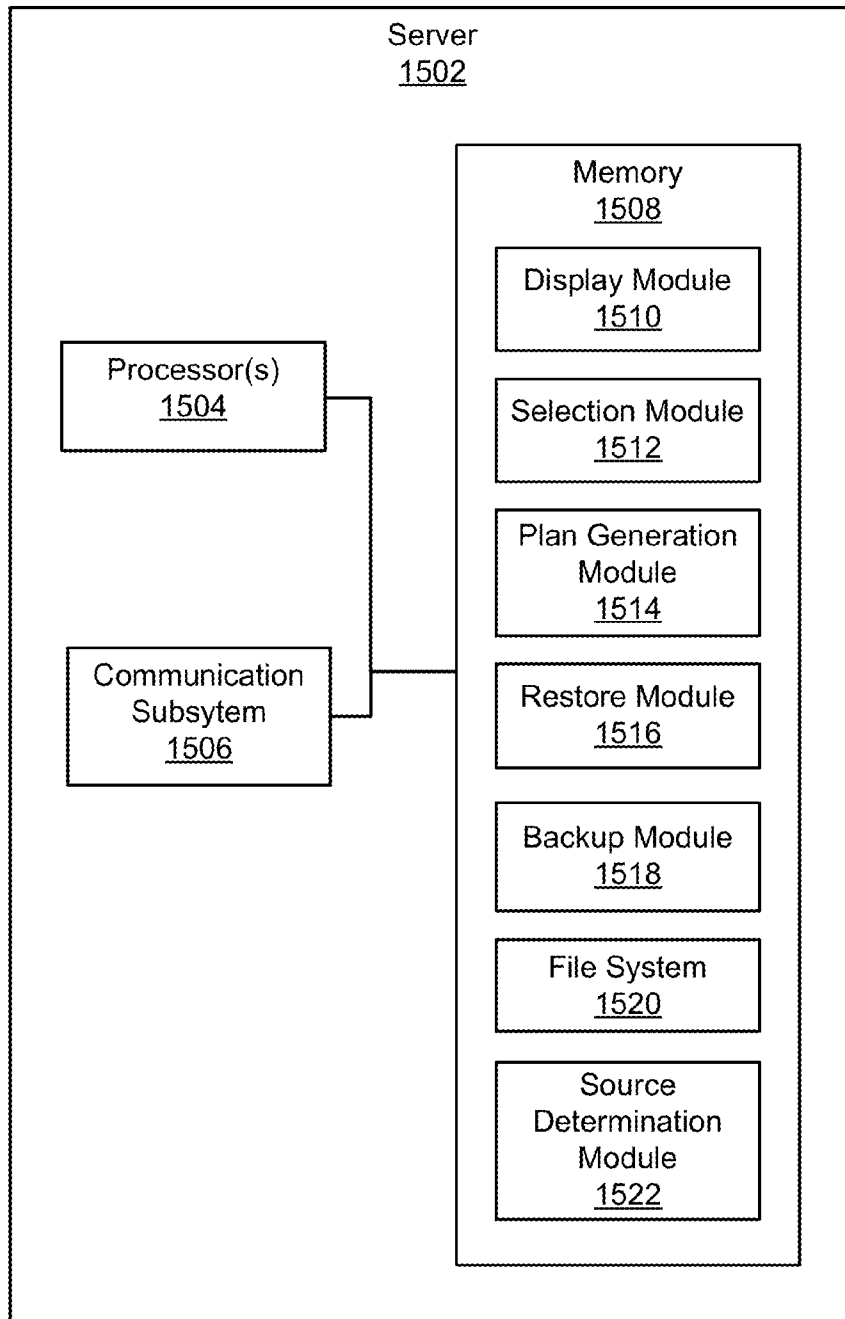 Server
1502
Memory
1508
Display Module
1510
Selection Module
1512
Plan Generation
Module
1514
Restore Module
1516
Backup Module
1518
File System
1520
Source
Determination
Module
1522
Processor(s)
1504
Communication
Subsytem
1506